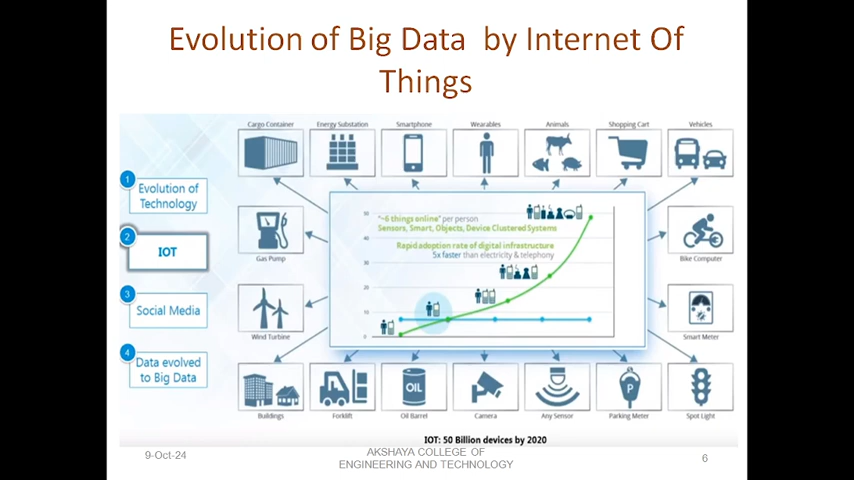 Evolution of Big Data by Internet Of
Things
Cargo Container
Energy Substation
Smartphone
Wearables
Animals
Shopping Cart
Vehicles
1
Evolution of
Technology
2
IOT
3
Social Media
4
Data evolved
to Big Data
Gas Pump
Wind Turbine
50
40
30
20
10
0
"~6 things online" per person
Sensors, Smart, Objects, Device Clustered Systems
Rapid adoption rate of digital infrastructure
5x faster than electricity & telephony
Bike Computer
Smart Meter
OIL
P
Buildings
Forklift
Oil Barrel
Camera
Any Sensor
Parking Meter
Spot Light
IOT: 50 Billion devices by 2020
9-Oct-24
AKSHAYA COLLEGE OF
ENGINEERING AND TECHNOLOGY
6